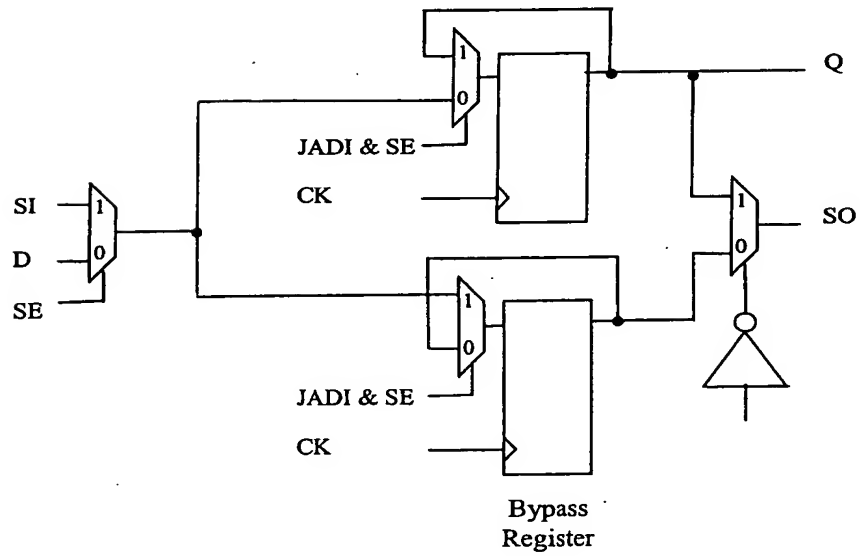 1
Q
0
JADI & SE
CK
SI
1
1
SO
D
0
0
SE
1
0
JADI & SE
CK
Bypass
Register